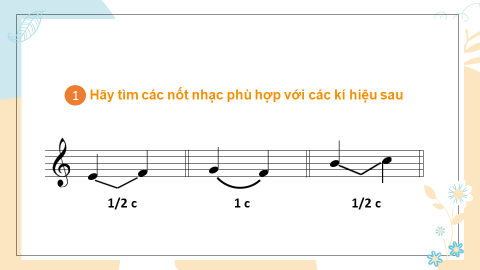 1 Hãy tìm các nốt nhạc phù hợp với các kí hiệu sau
1/2 c 1 c 1/2 c